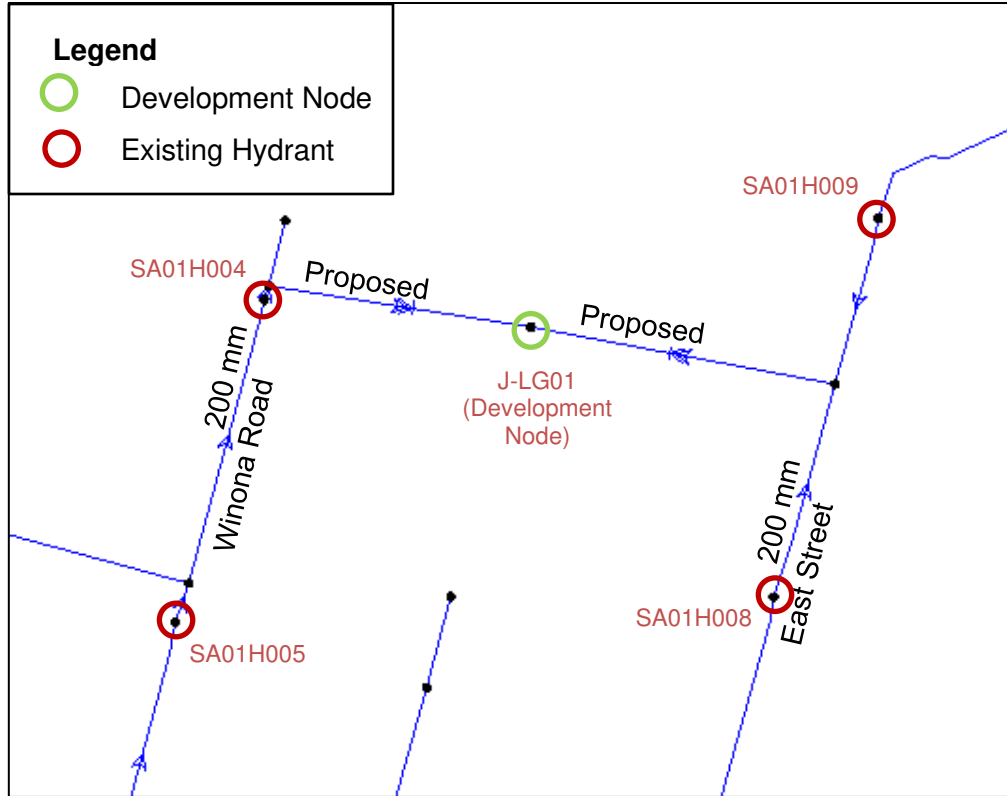 Legend
Development Node
Existing Hydrant
SA01H009
SA01H004
Proposed
Proposed
J-LG01
(Development
Node)
200 mm
Winona Road
200 mm
East Street
SA01H008
SA01H005